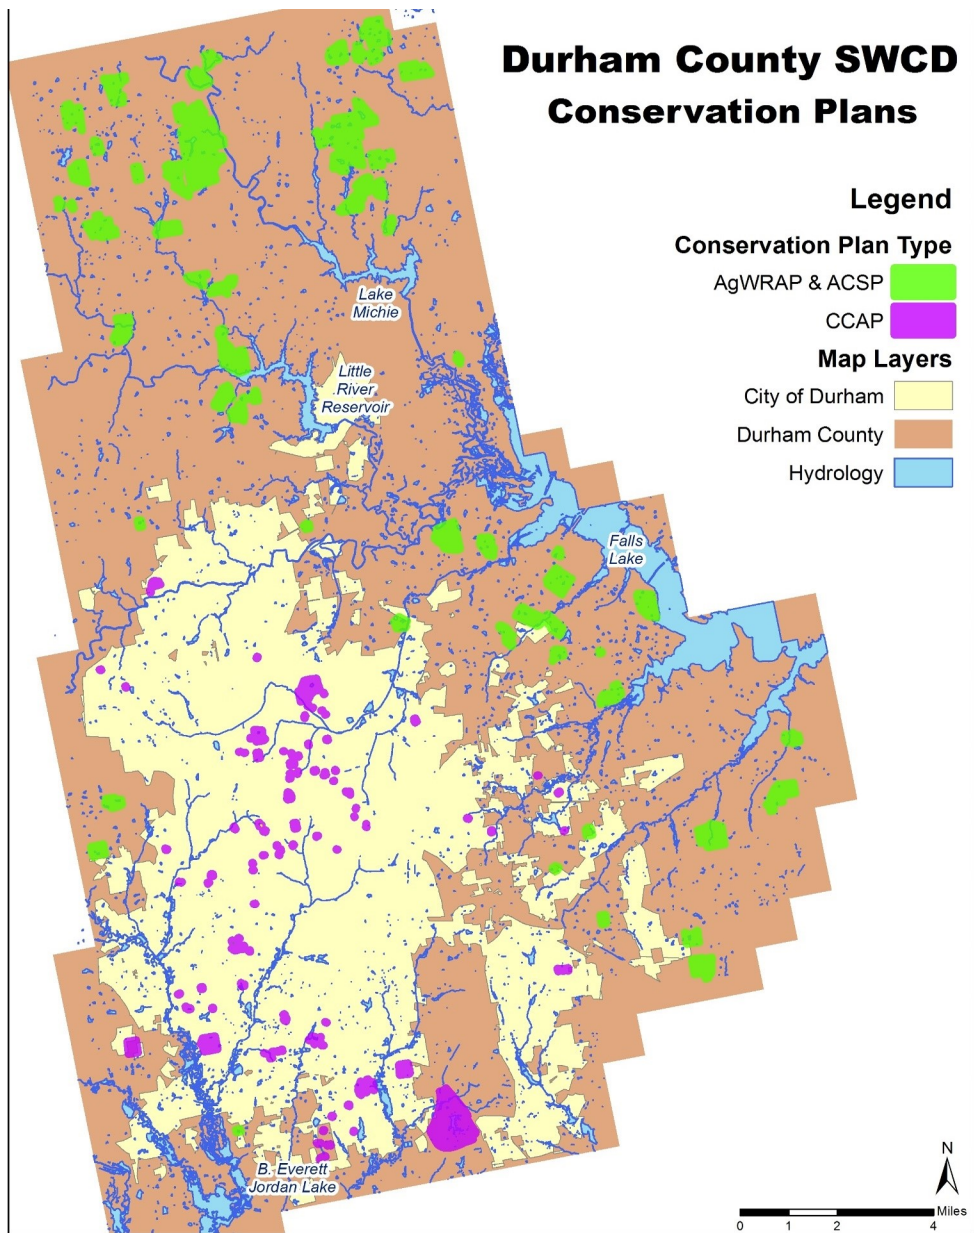 Durham County SWCD
Conservation Plans
Legend
Conservation Plan Type
AgWRAP & ACSP
CCAP
Map Layers
City of Durham
Durham County
Hydrology
Lake
Michie
Little
River
Reservoir
Falls
Lake
B. Everett
Jordan Lake
N
Miles
0 1 2 4